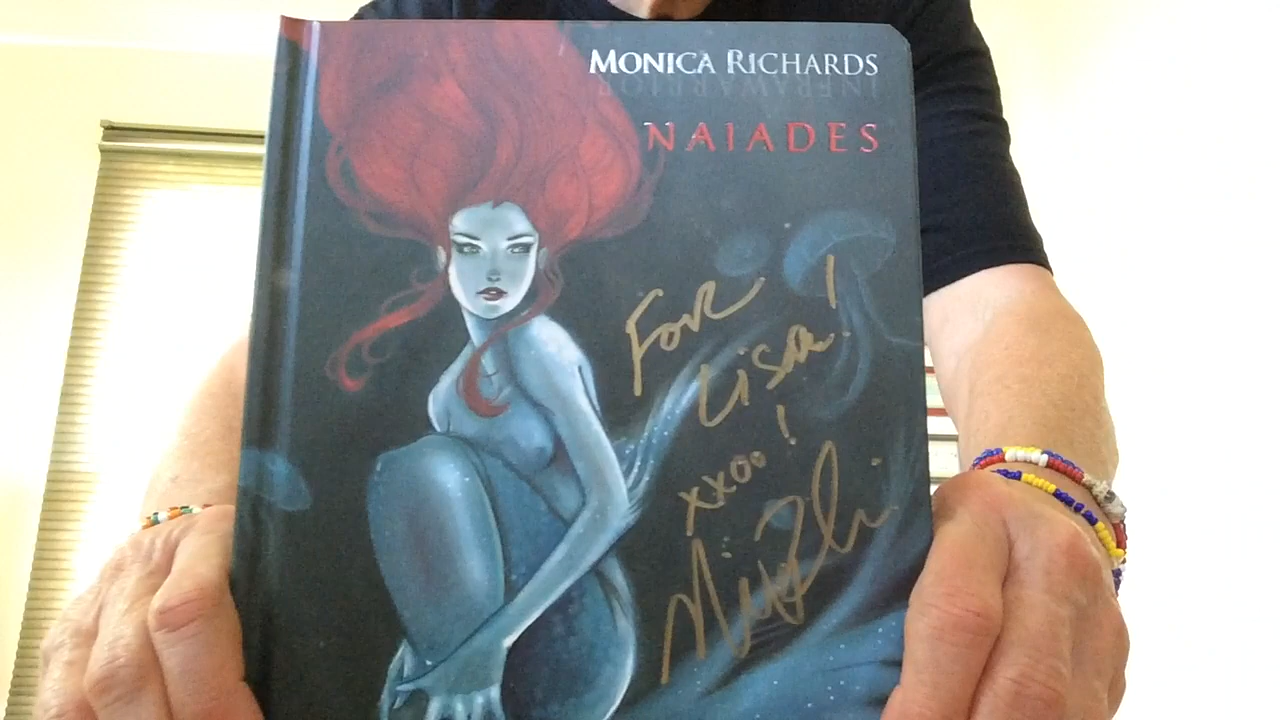 MONICA RICHARDS
INFRAWARRIOR
NAIADES
For
Lisa!
xxoo!